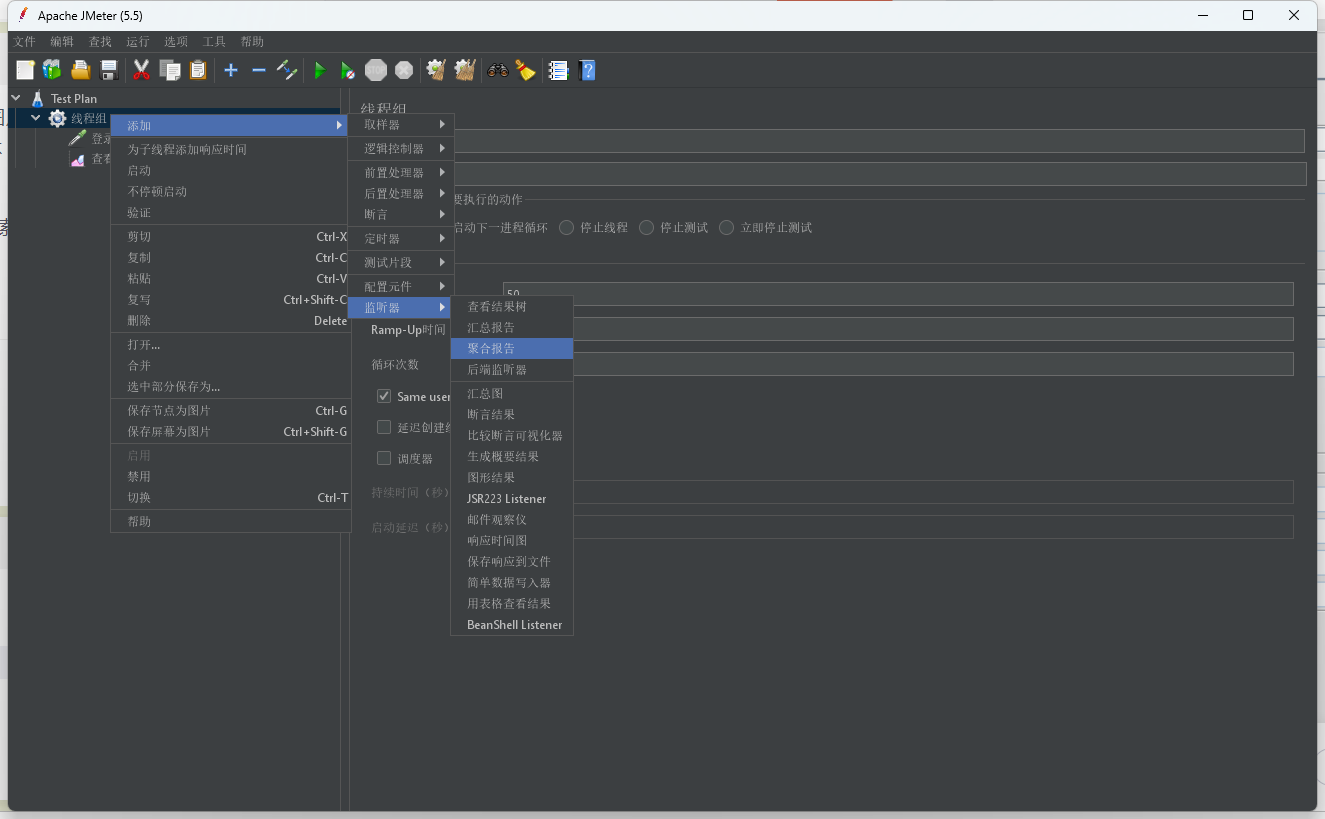 Apache JMeter (5.5)
文件 编辑 查找 运行 选项 工具 帮助
STOP
Test Plan
线程组
登录
查看
线程组
添加
为子线程添加响应时间
启动
不停顿启动
验证
剪切 Ctrl-X
复制 Ctrl-C
粘贴 Ctrl-V
复写 Ctrl+Shift-C
删除 Delete
打开...
合并
选中部分保存为...
保存节点为图片 Ctrl-G
保存屏幕为图片 Ctrl+Shift-G
启用
禁用
切换 Ctrl-T
帮助
取样器
逻辑控制器
前置处理器
后置处理器
断言
定时器
测试片段
配置元件
监听器
查看结果树
汇总报告
聚合报告
后端监听器
汇总图
断言结果
比较断言可视化器
生成概要结果
图形结果
JSR223 Listener
邮件观察仪
响应时间图
保存响应到文件
简单数据写入器
用表格查看结果
BeanShell Listener
要执行的动作
启动下一进程循环 停止线程 停止测试 立即停止测试
50
Ramp-Up时间
循环次数
Same user
延迟创建
调度器
持续时间（秒）
启动延迟（秒）